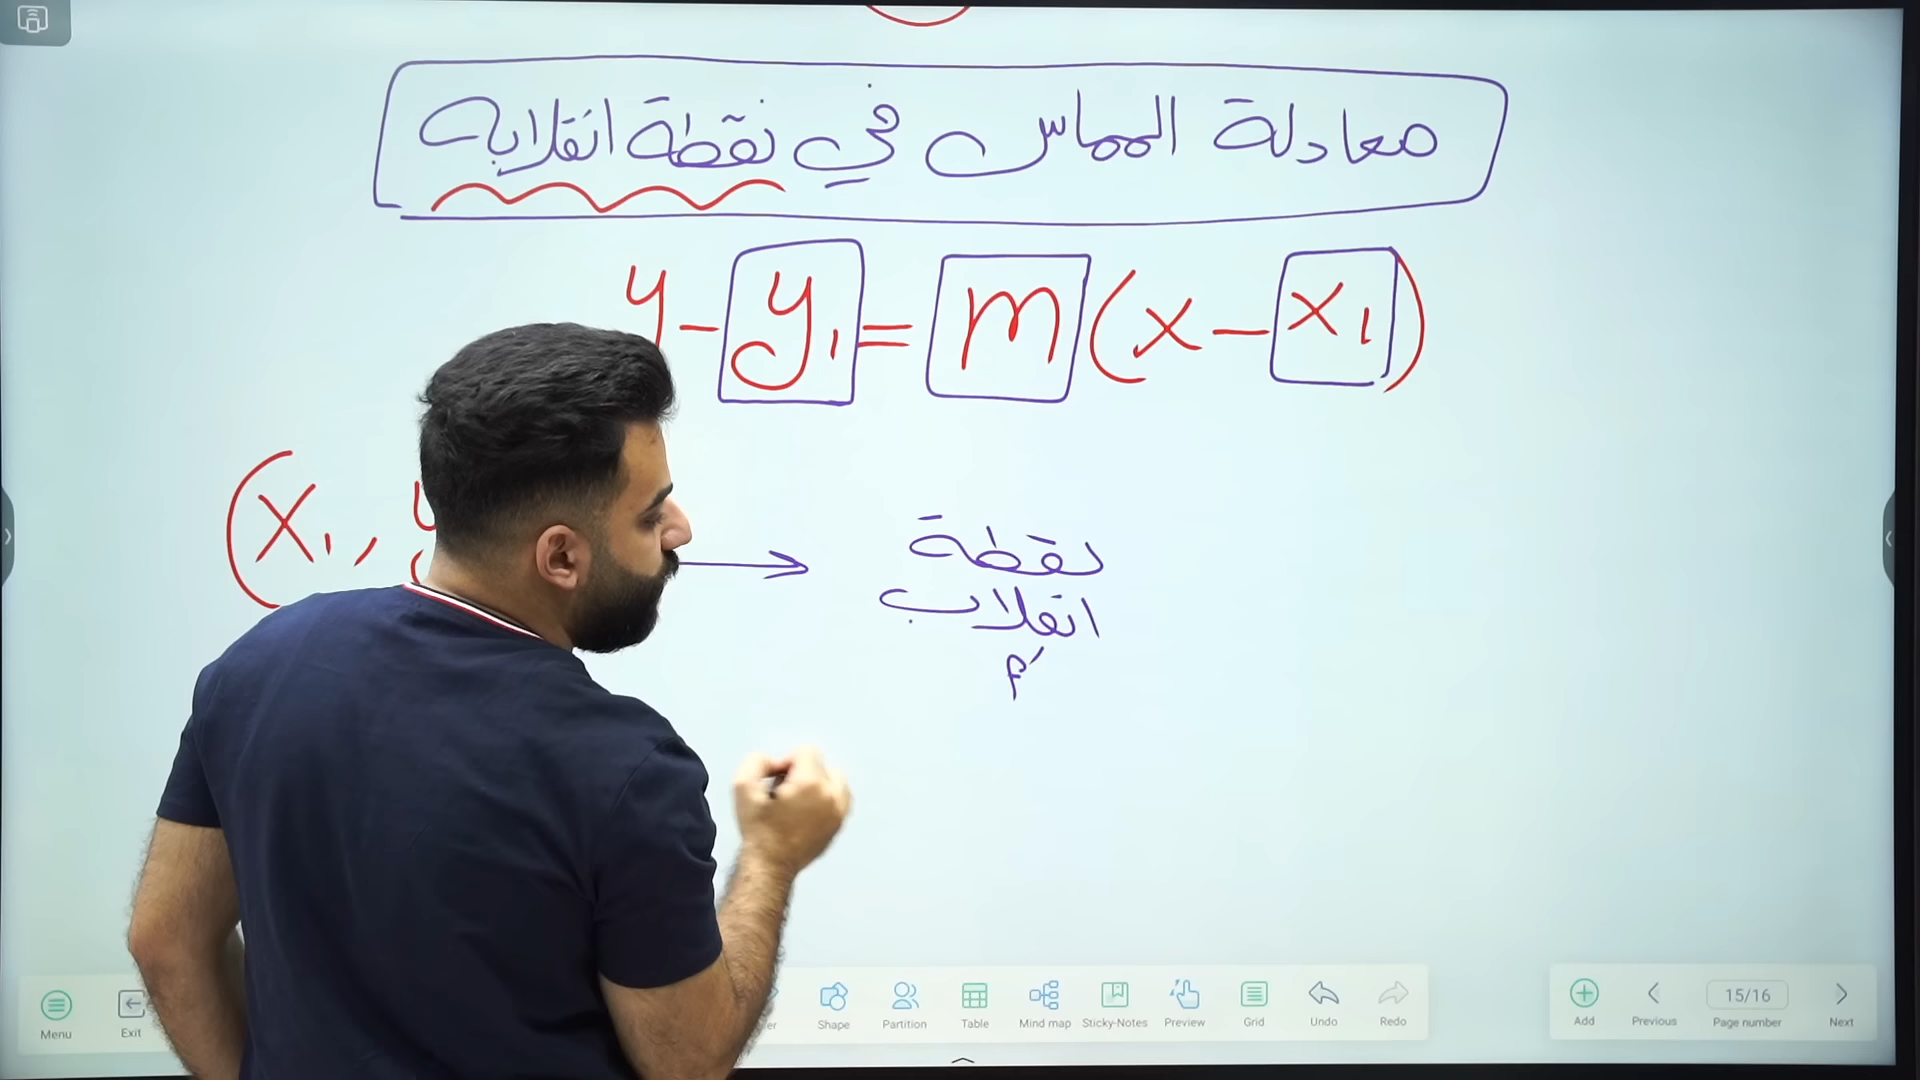 معادلة المماس في نقطة انقلابه
y - y₁ = m (x - x₁)
(x₁, y
نقطة
انقلاب
f′
Menu
Exit
Shape
Partition
Table
Mind map
Sticky-Notes
Preview
Grid
Undo
Redo
Add
Previous
15/16
Page number
Next